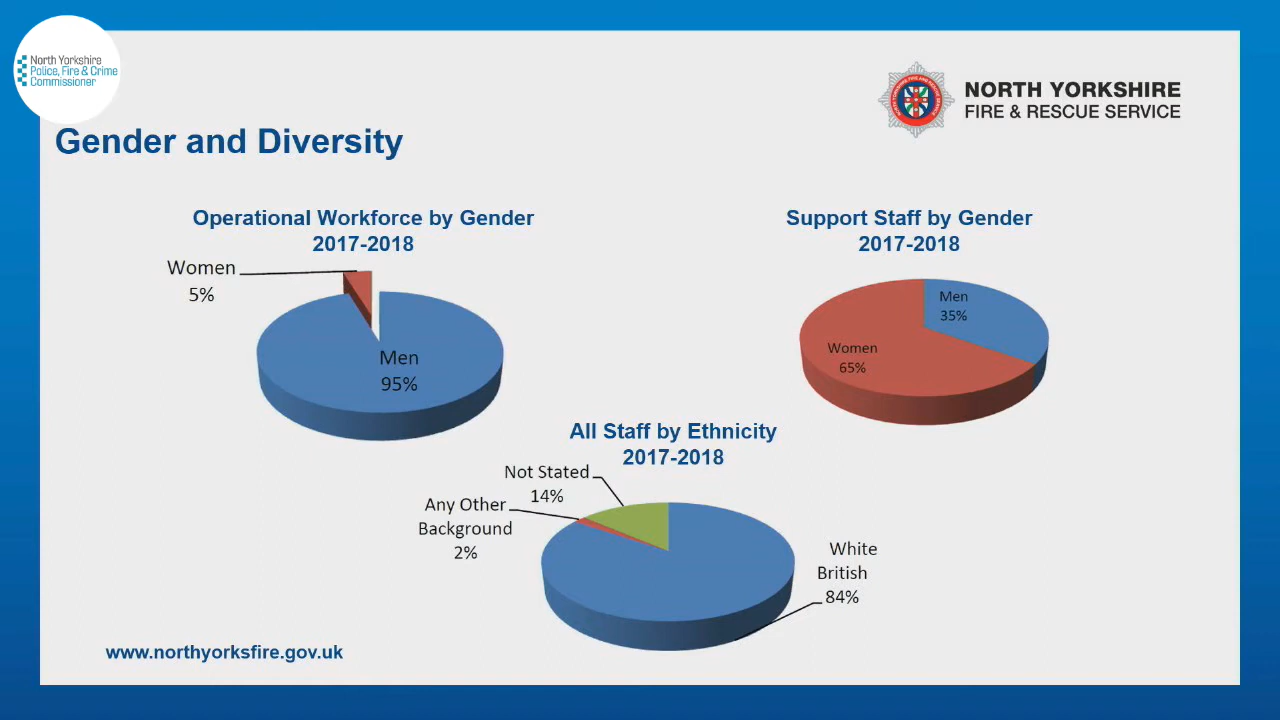 North Yorkshire
Police, Fire & Crime
Commissioner
NORTH YORKSHIRE
FIRE & RESCUE SERVICE
Gender and Diversity
Operational Workforce by Gender
2017-2018
Women
5%
Men
95%
Support Staff by Gender
2017-2018
Men
35%
Women
65%
All Staff by Ethnicity
2017-2018
Not Stated
14%
Any Other
Background
2%
White
British
84%
www.northyorksfire.gov.uk